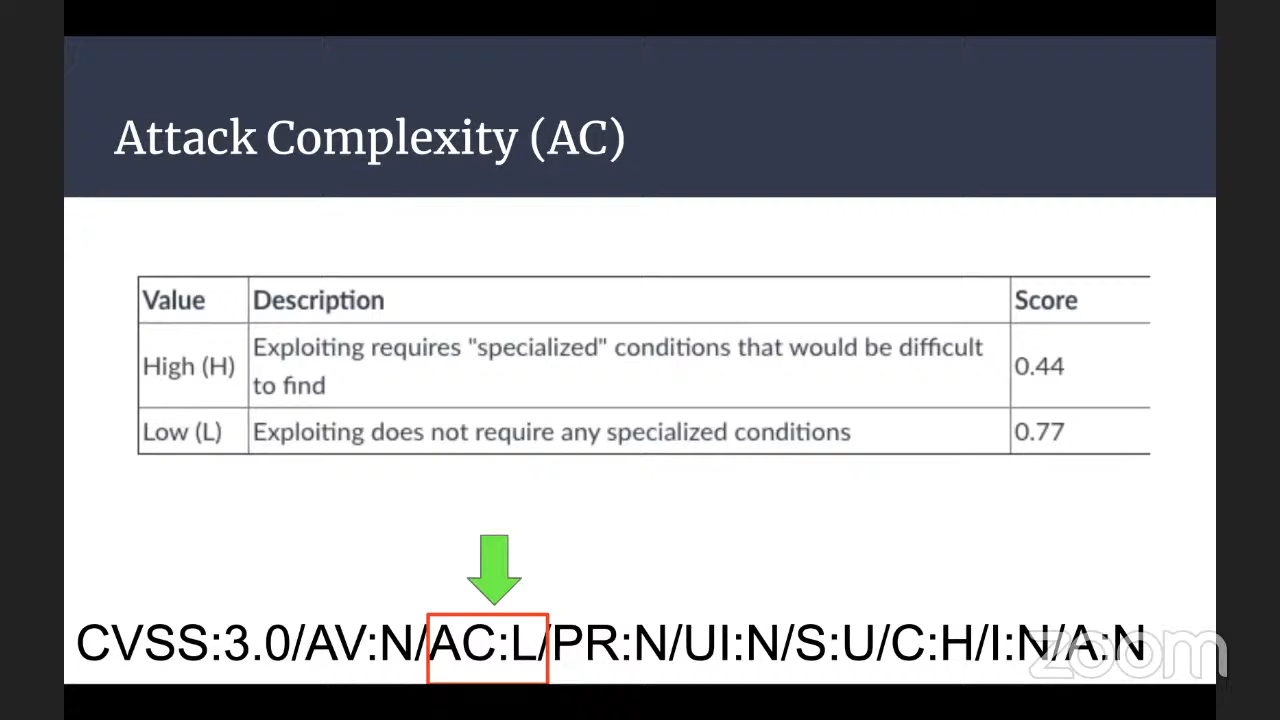 Attack Complexity (AC)
Value Description Score
High (H) Exploiting requires "specialized" conditions that would be difficult to find 0.44
Low (L) Exploiting does not require any specialized conditions 0.77
CVSS:3.0/AV:N/AC:L/PR:N/UI:N/S:U/C:H/I:N/A:N
zoom